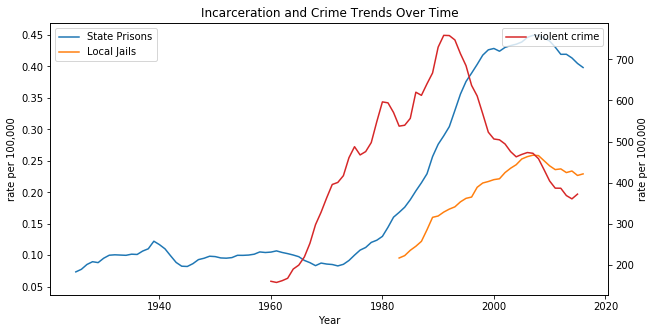 Incarceration and Crime Trends Over Time
State Prisons
Local Jails
violent crime
rate per 100,000
0.45
0.40
0.35
0.30
0.25
0.20
0.15
0.10
0.05
700
600
500
400
300
200
rate per 100,000
1940
1960
1980
2000
2020
Year